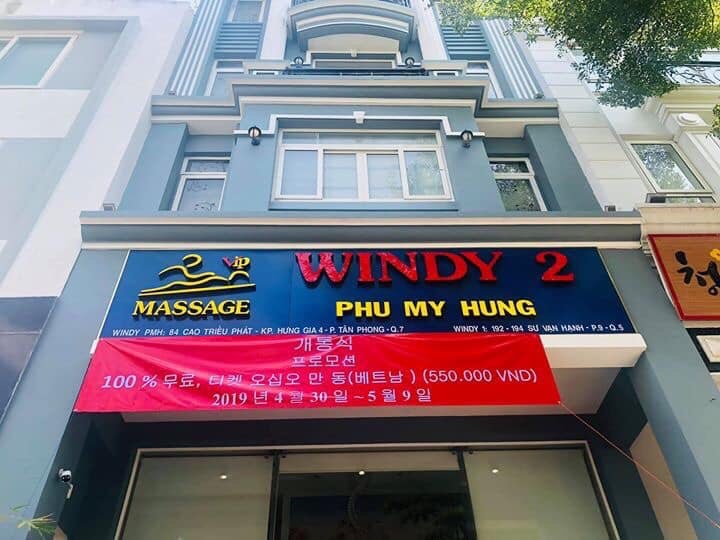 VIP
MASSAGE
WINDY 2
PHU MY HUNG
WINDY PMH: 84 CAO TRIỀU PHÁT - KP. HƯNG GIA 4 - P. TÂN PHONG - Q.7
WINDY 1: 192 - 194 SƯ VẠN HẠNH - P.9 - Q.5
개통식
프로모션
100 % 무료, 티켓 오십오 만 동(베트남 ) (550.000 VND)
2019 년 4 월 30 일 ~ 5 월 9 일
청